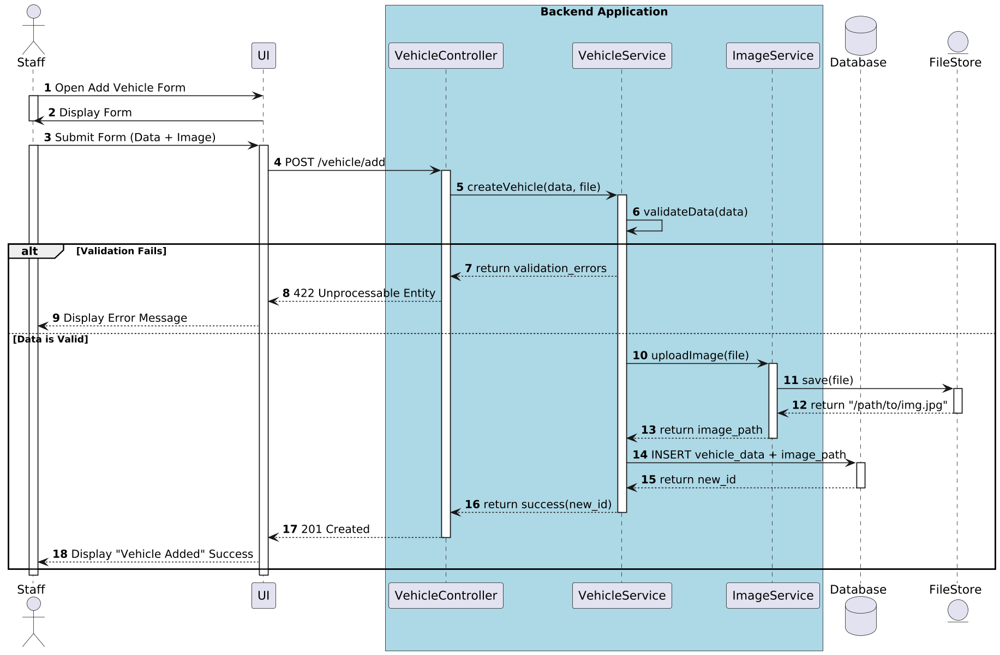 Backend Application
Staff
UI
VehicleController
VehicleService
ImageService
Database
FileStore
1 Open Add Vehicle Form
2 Display Form
3 Submit Form (Data + Image)
4 POST /vehicle/add
5 createVehicle(data, file)
6 validateData(data)
alt [Validation Fails]
7 return validation_errors
8 422 Unprocessable Entity
9 Display Error Message
[Data is Valid]
10 uploadImage(file)
11 save(file)
12 return "/path/to/img.jpg"
13 return image_path
14 INSERT vehicle_data + image_path
15 return new_id
16 return success(new_id)
17 201 Created
18 Display "Vehicle Added" Success
Staff
UI
VehicleController
VehicleService
ImageService
Database
FileStore